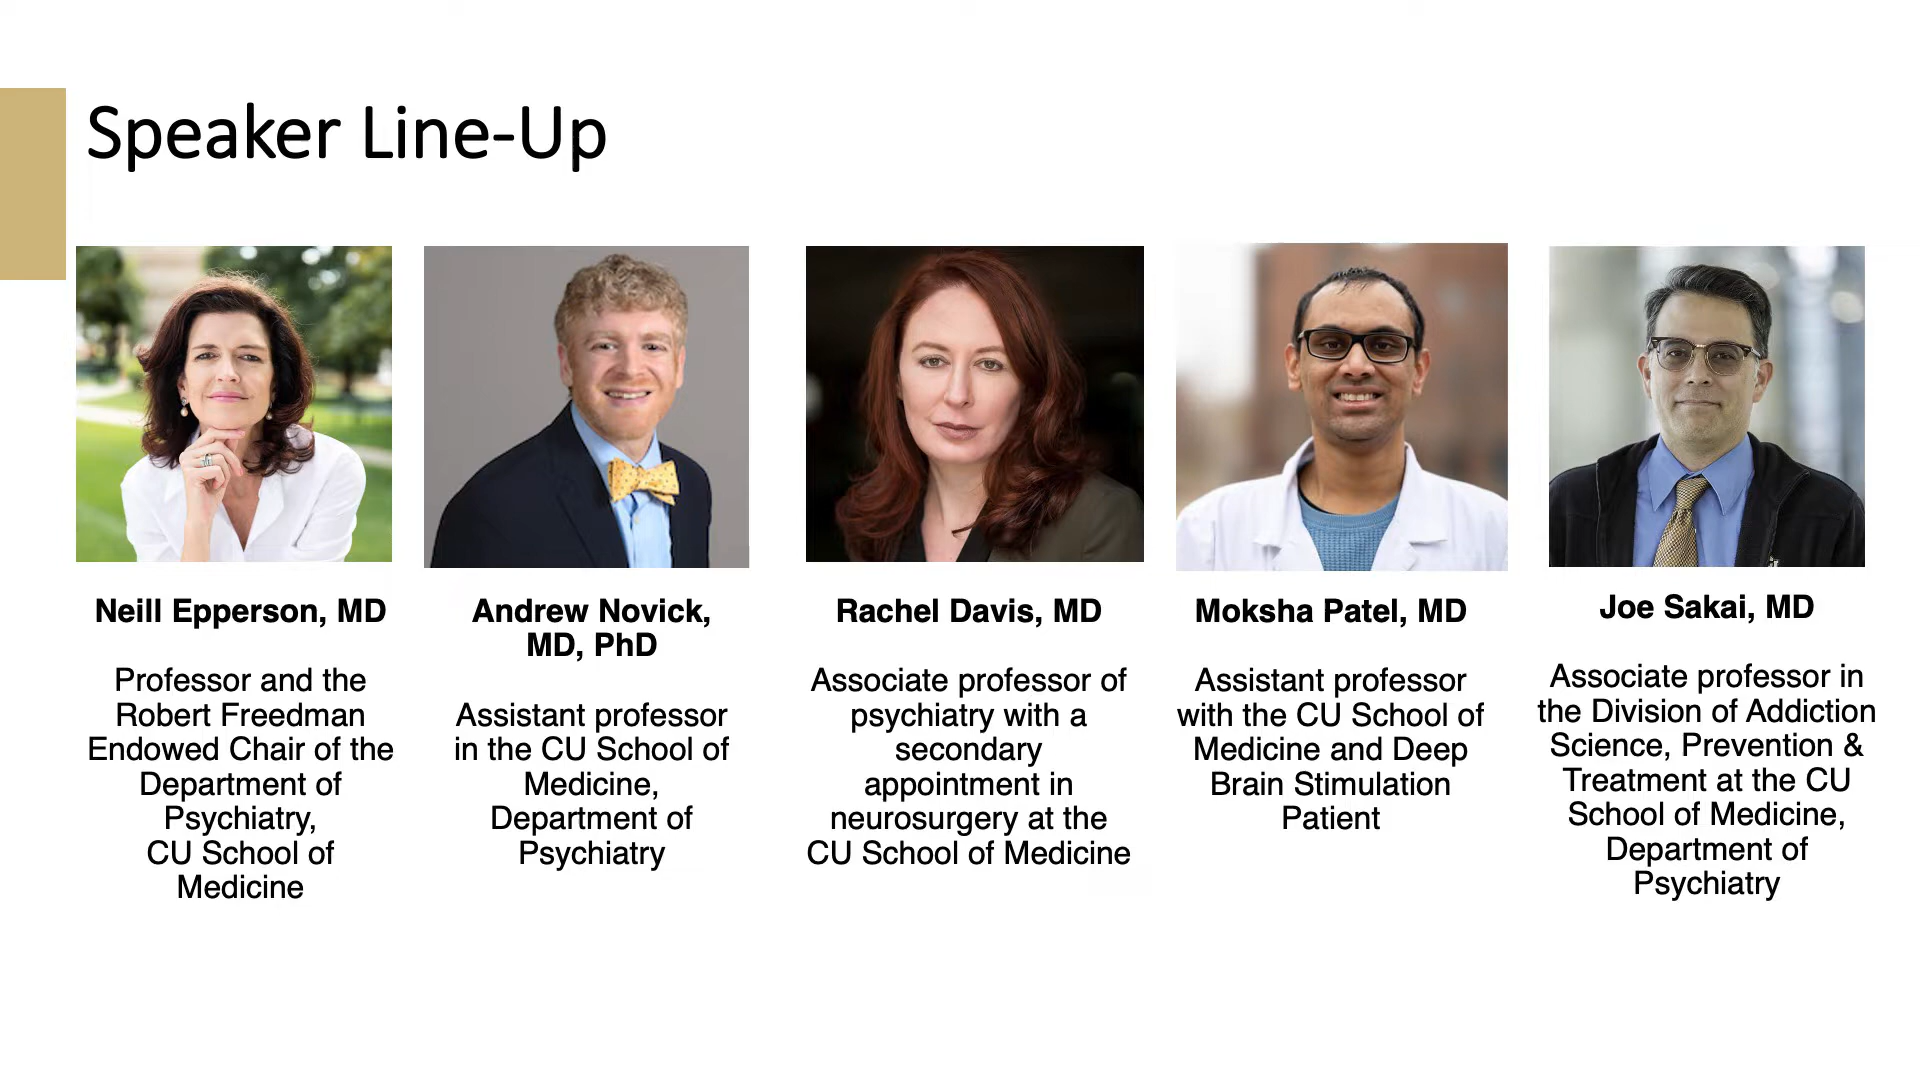 Speaker Line-Up
Neill Epperson, MD
Professor and the
Robert Freedman
Endowed Chair of the
Department of
Psychiatry,
CU School of
Medicine
Andrew Novick,
MD, PhD
Assistant professor
in the CU School of
Medicine,
Department of
Psychiatry
Rachel Davis, MD
Associate professor of
psychiatry with a
secondary
appointment in
neurosurgery at the
CU School of Medicine
Moksha Patel, MD
Assistant professor
with the CU School of
Medicine and Deep
Brain Stimulation
Patient
Joe Sakai, MD
Associate professor in
the Division of Addiction
Science, Prevention &
Treatment at the CU
School of Medicine,
Department of
Psychiatry